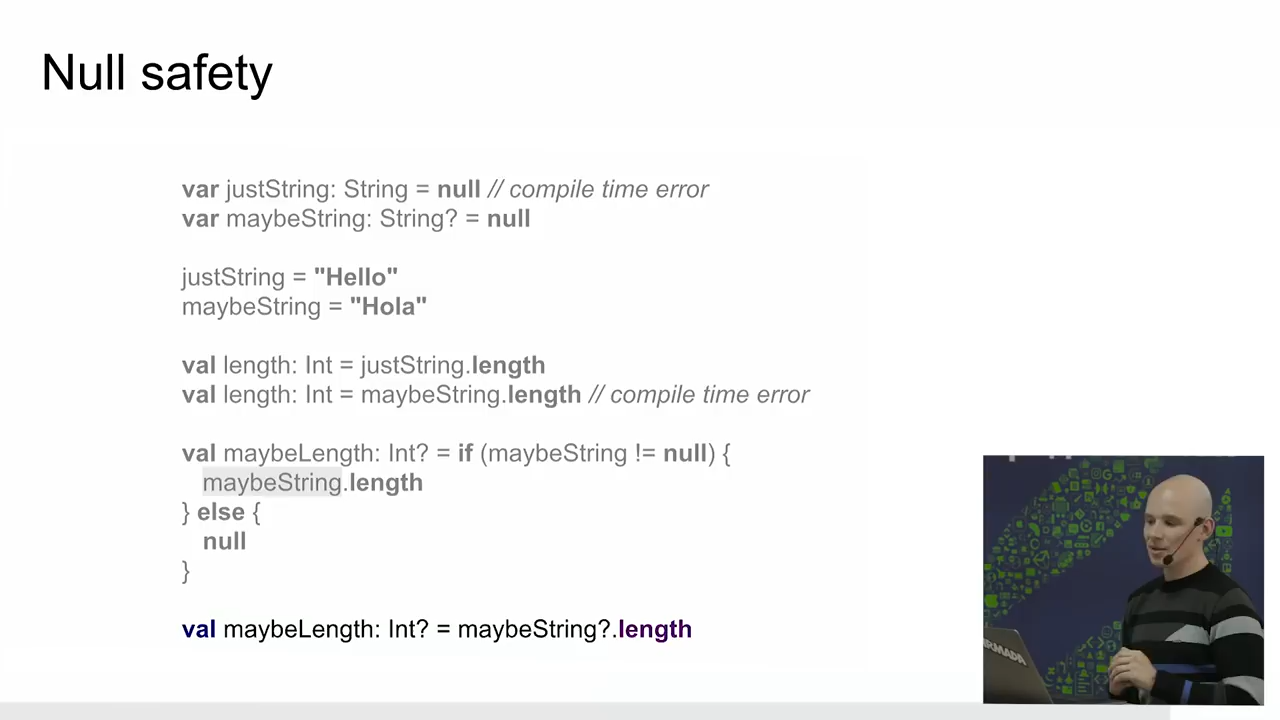 Null safety
var justString: String = null // compile time error
var maybeString: String? = null
justString = "Hello"
maybeString = "Hola"
val length: Int = justString.length
val length: Int = maybeString.length // compile time error
val maybeLength: Int? = if (maybeString != null) {
maybeString.length
} else {
null
}
val maybeLength: Int? = maybeString?.length